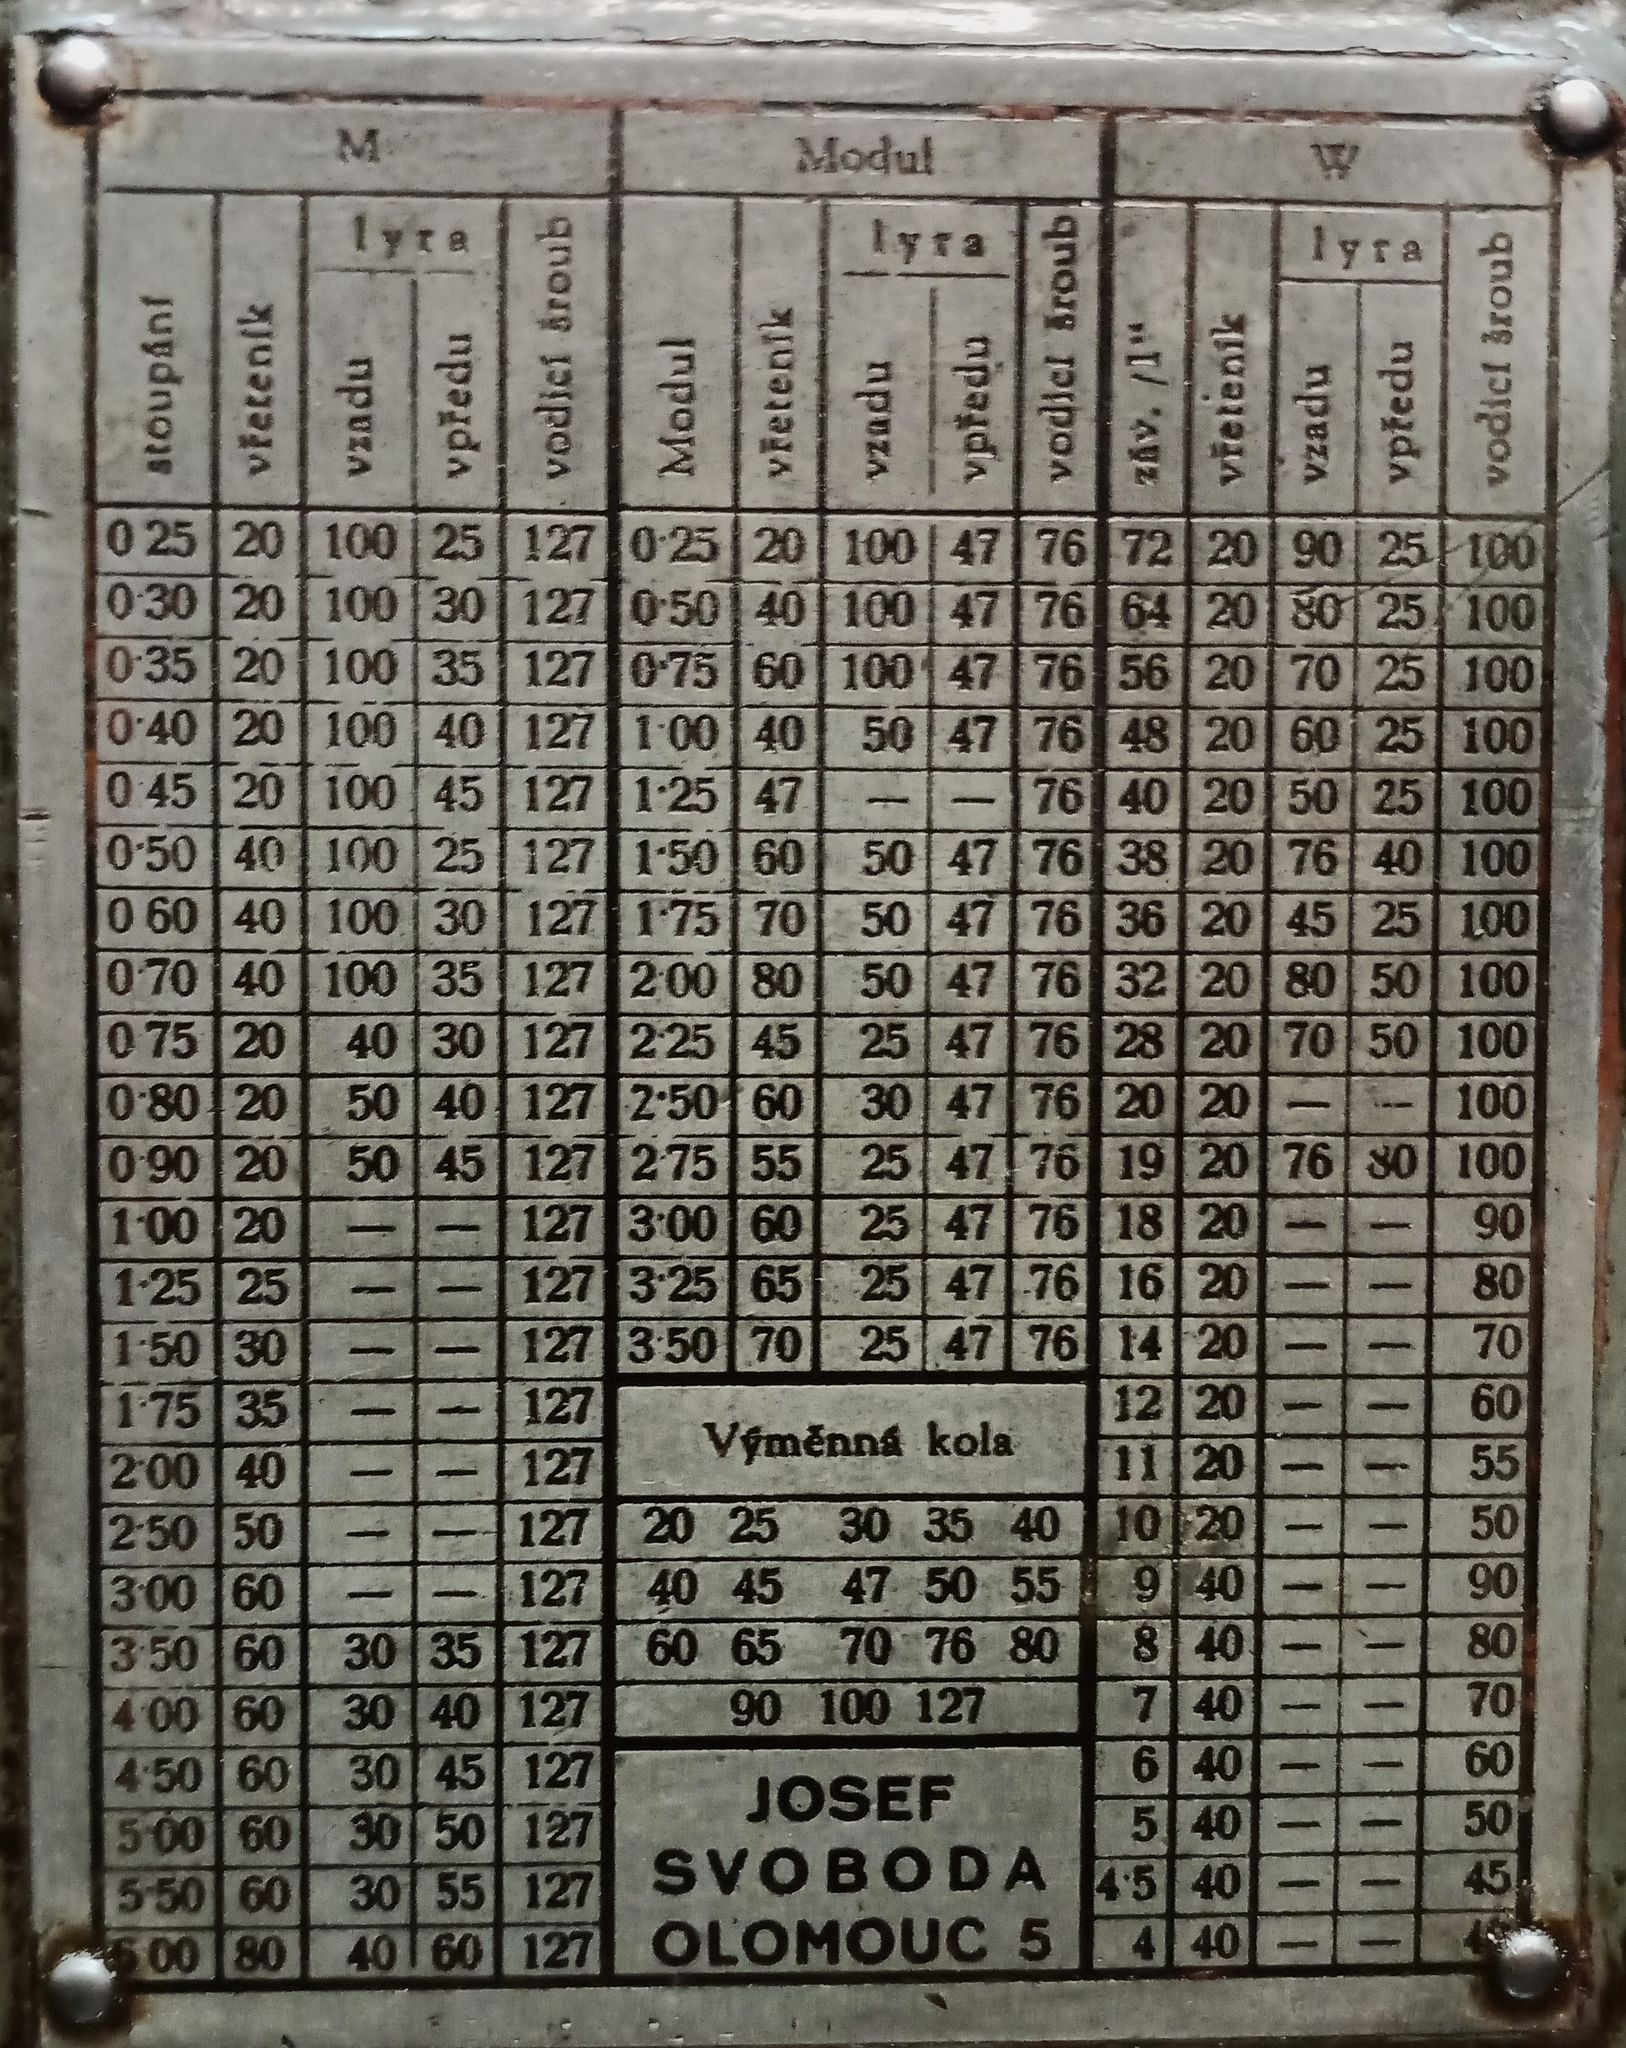 M Modul W
stoupání vřeteník lyra vzadu vpředu vodicí šroub Modul vřeteník lyra vzadu vpředu vodicí šroub záv. /1" vřeteník lyra vzadu vpředu vodicí šroub
0·25 20 100 25 127 0·25 20 100 47 76 72 20 90 25 100
0·30 20 100 30 127 0·50 40 100 47 76 64 20 80 25 100
0·35 20 100 35 127 0·75 60 100 47 76 56 20 70 25 100
0·40 20 100 40 127 1·00 40 50 47 76 48 20 60 25 100
0·45 20 100 45 127 1·25 47 — — 76 40 20 50 25 100
0·50 40 100 25 127 1·50 60 50 47 76 38 20 76 40 100
0·60 40 100 30 127 1·75 70 50 47 76 36 20 45 25 100
0·70 40 100 35 127 2·00 80 50 47 76 32 20 80 50 100
0·75 20 40 30 127 2·25 45 25 47 76 28 20 70 50 100
0·80 20 50 40 127 2·50 60 30 47 76 20 20 — — 100
0·90 20 50 45 127 2·75 55 25 47 76 19 20 76 80 100
1·00 20 — — 127 3·00 60 25 47 76 18 20 — — 90
1·25 25 — — 127 3·25 65 25 47 76 16 20 — — 80
1·50 30 — — 127 3·50 70 25 47 76 14 20 — — 70
1·75 35 — — 127 12 20 — — 60
Výměnná kola
2·00 40 — — 127 11 20 — — 55
2·50 50 — — 127 20 25 30 35 40 10 20 — — 50
3·00 60 — — 127 40 45 47 50 55 9 40 — — 90
3·50 60 30 35 127 60 65 70 76 80 8 40 — — 80
4·00 60 30 40 127 90 100 127 7 40 — — 70
4·50 60 30 45 127 JOSEF 6 40 — — 60
5·00 60 30 50 127 5 40 — — 50
5·50 60 30 55 127 SVOBODA 4·5 40 — — 45
6·00 80 40 60 127 OLOMOUC 5 4 40 — —